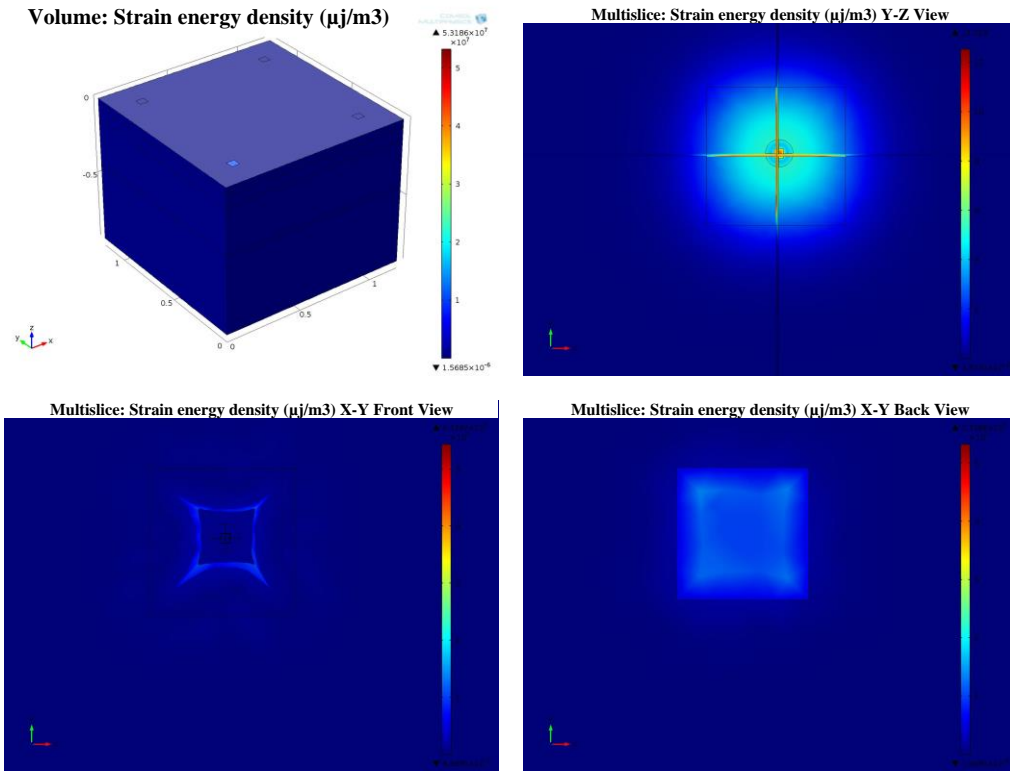 Volume: Strain energy density (µj/m3)
▲ 5.3186×10⁷
×10⁷
5
4
3
2
1
▼ 1.5685×10⁻⁶
0
-0.5
1
0.5
0
0
0.5
1
z
y
x
Multislice: Strain energy density (µj/m3) Y-Z View
Multislice: Strain energy density (µj/m3) X-Y Front View
Multislice: Strain energy density (µj/m3) X-Y Back View